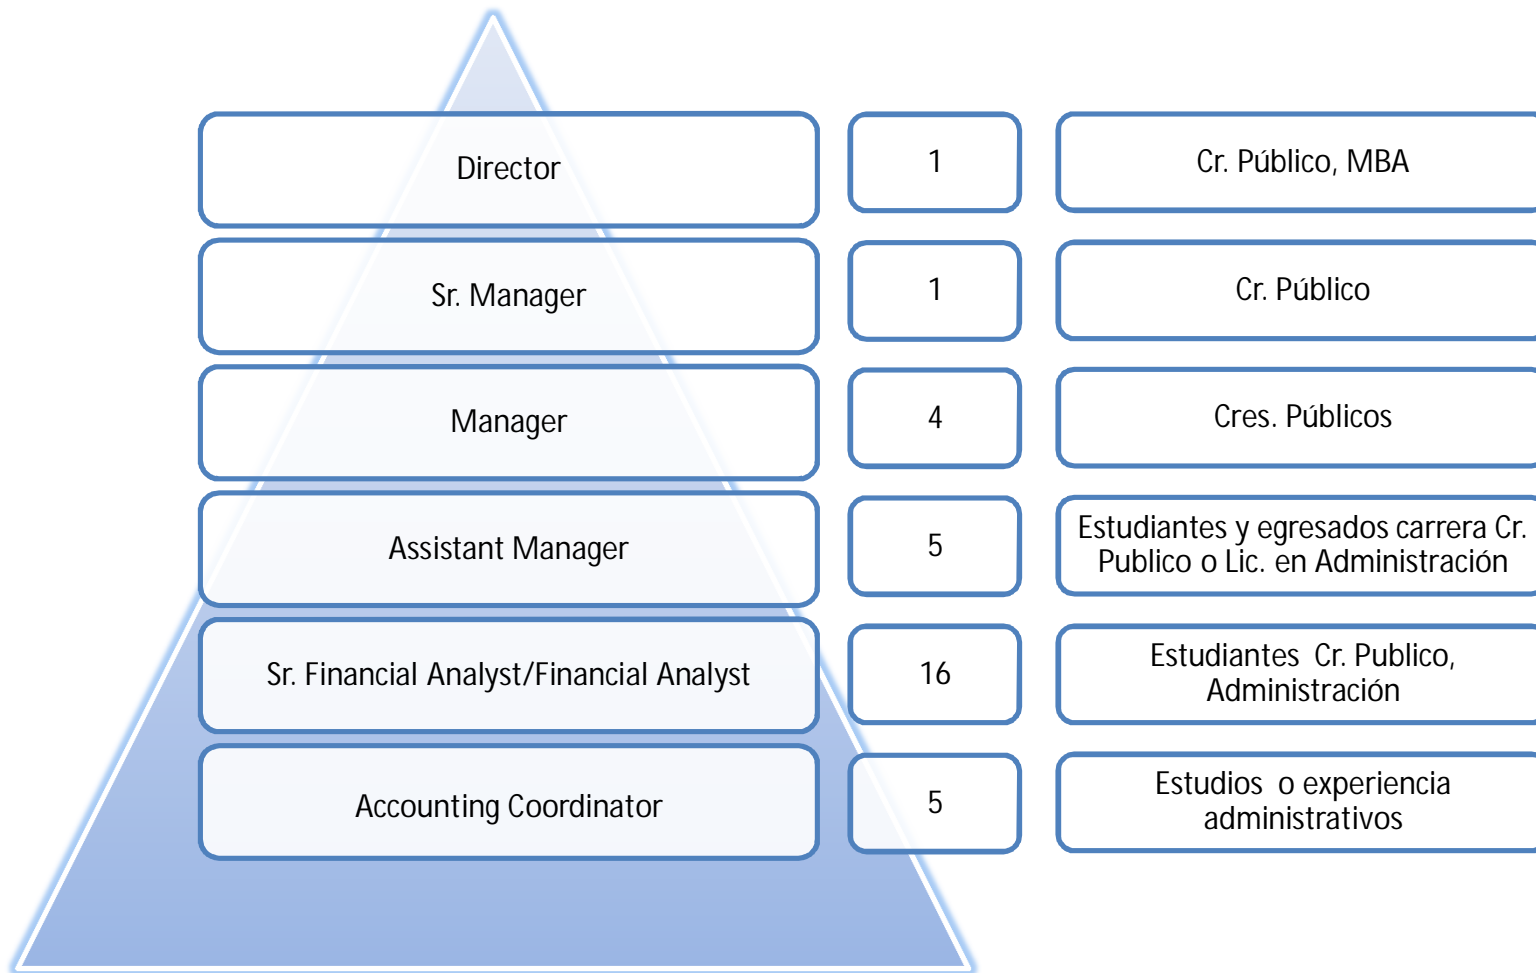 Director
1
Cr. Público, MBA
Sr. Manager
1
Cr. Público
Manager
4
Cres. Públicos
Assistant Manager
5
Estudiantes y egresados carrera Cr.
Publico o Lic. en Administración
Sr. Financial Analyst/Financial Analyst
16
Estudiantes Cr. Publico,
Administración
Accounting Coordinator
5
Estudios o experiencia
administrativos